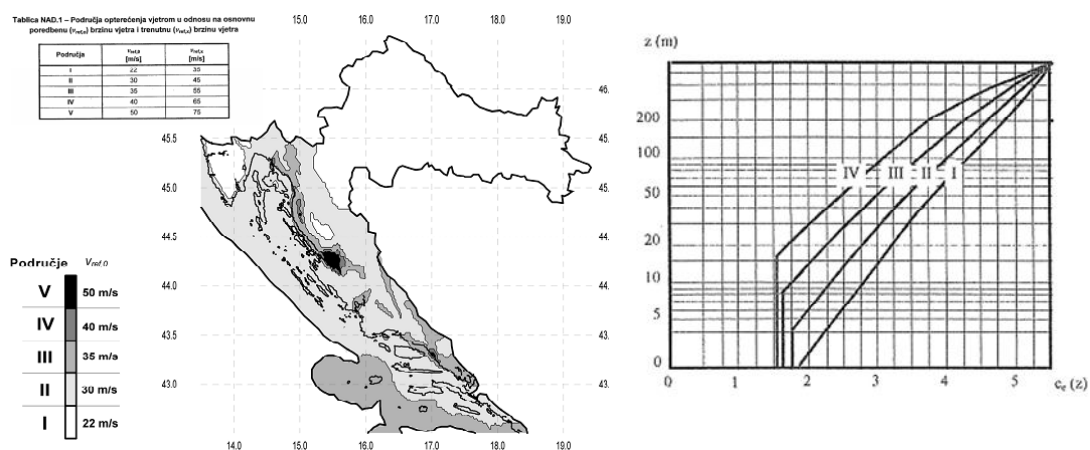 Tablica NAD.1 – Područja opterećenja vjetrom u odnosu na osnovnu
poredbenu (vref,0) brzinu vjetra i trenutnu (vref,x) brzinu vjetra
Područja vref,0 [m/s] vref,x [m/s]
I 22 35
II 30 45
III 35 55
IV 40 65
V 50 75
15.0 16.0 17.0 18.0 19.0
46.
45.5 45.
45.0 45.
44.5 44.
44.0 44.
43.5 43.
43.0 43.
14.0 15.0 16.0 17.0 18.0 19.0
Područje Vref,0
V 50 m/s
IV 40 m/s
III 35 m/s
II 30 m/s
I 22 m/s
z (m)
200
100
50
20
10
5
0
IV III II I
0 1 2 3 4 5 ce (z)